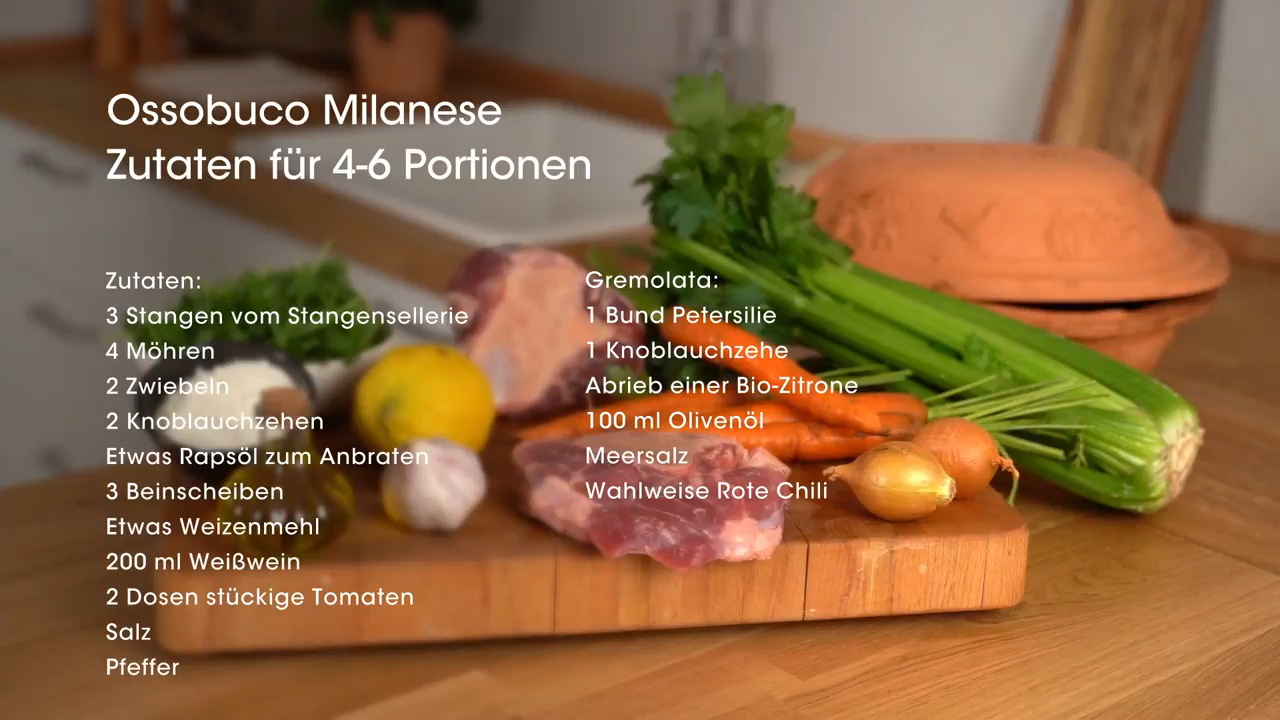 Ossobuco Milanese
Zutaten für 4-6 Portionen
Zutaten:
3 Stangen vom Stangensellerie
4 Möhren
2 Zwiebeln
2 Knoblauchzehen
Etwas Rapsöl zum Anbraten
3 Beinscheiben
Etwas Weizenmehl
200 ml Weißwein
2 Dosen stückige Tomaten
Salz
Pfeffer
Gremolata:
1 Bund Petersilie
1 Knoblauchzehe
Abrieb einer Bio-Zitrone
100 ml Olivenöl
Meersalz
Wahlweise Rote Chili